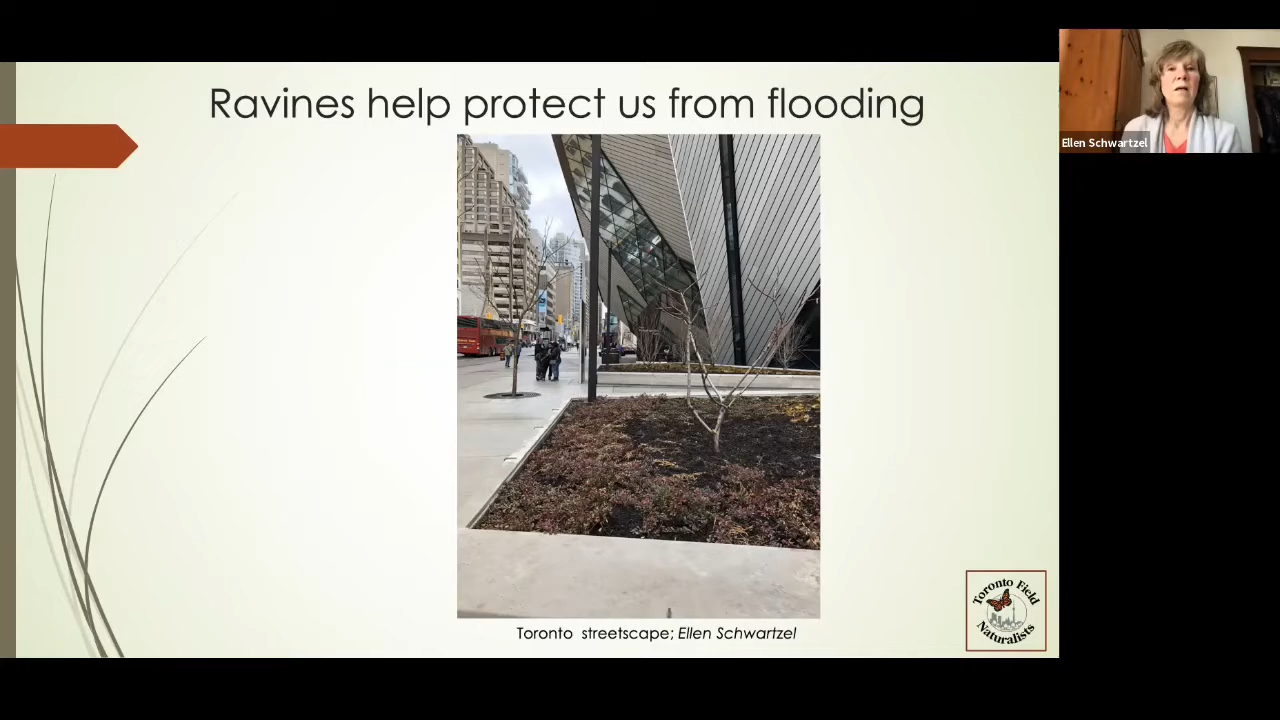 Ravines help protect us from flooding
Ellen Schwartzel
Toronto streetscape; Ellen Schwartzel
Toronto Field
Naturalists